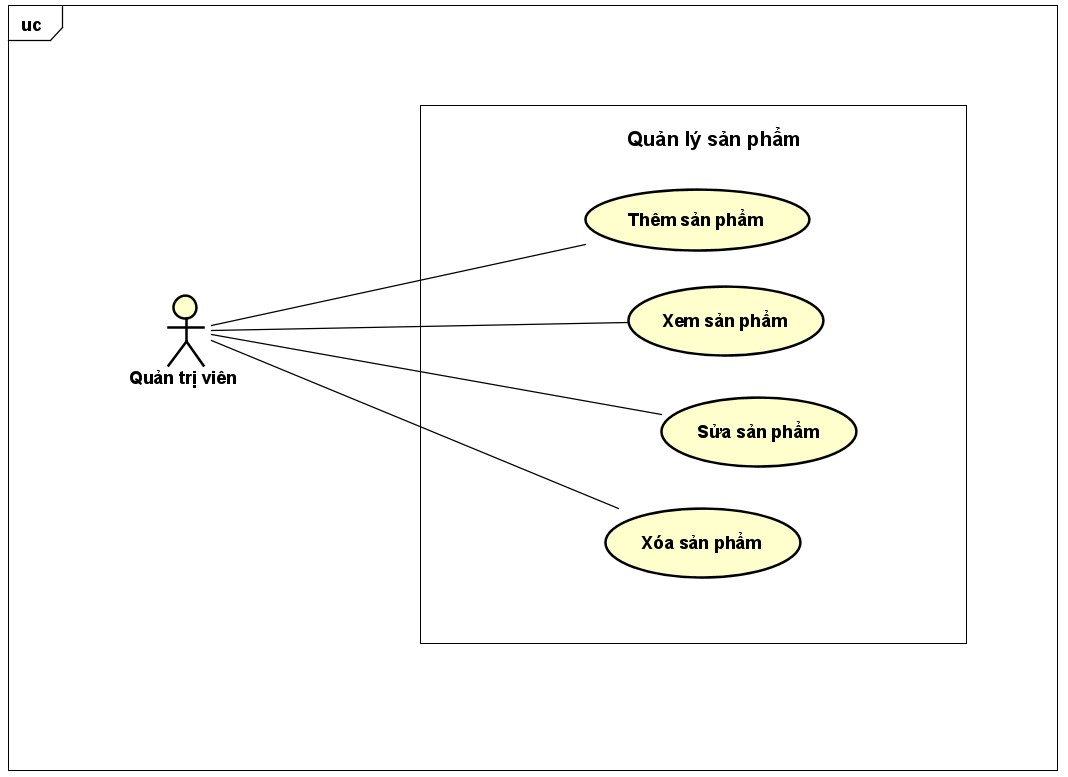 uc
Quản lý sản phẩm
Thêm sản phẩm
Xem sản phẩm
Quản trị viên
Sửa sản phẩm
Xóa sản phẩm